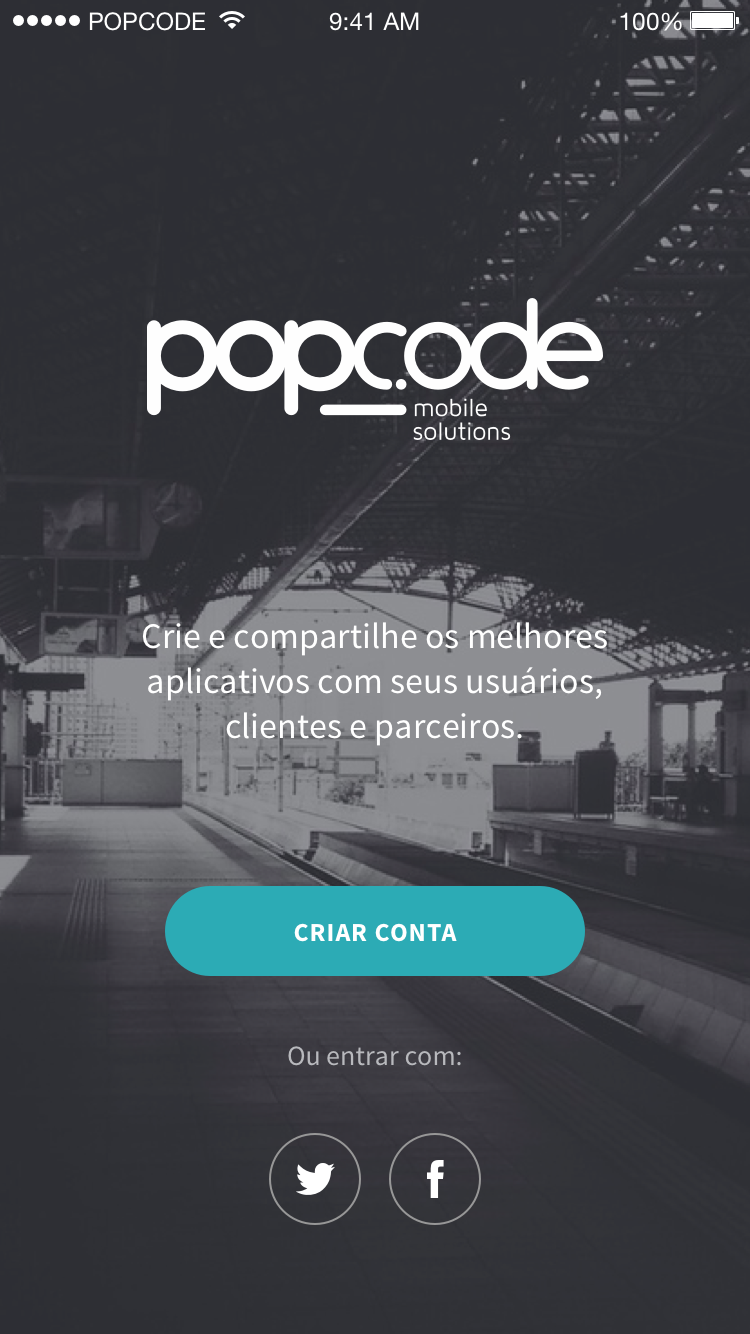 POPCODE 9:41 AM 100%
popcode
mobile
solutions
Crie e compartilhe os melhores
aplicativos com seus usuários,
clientes e parceiros.
CRIAR CONTA
Ou entrar com: